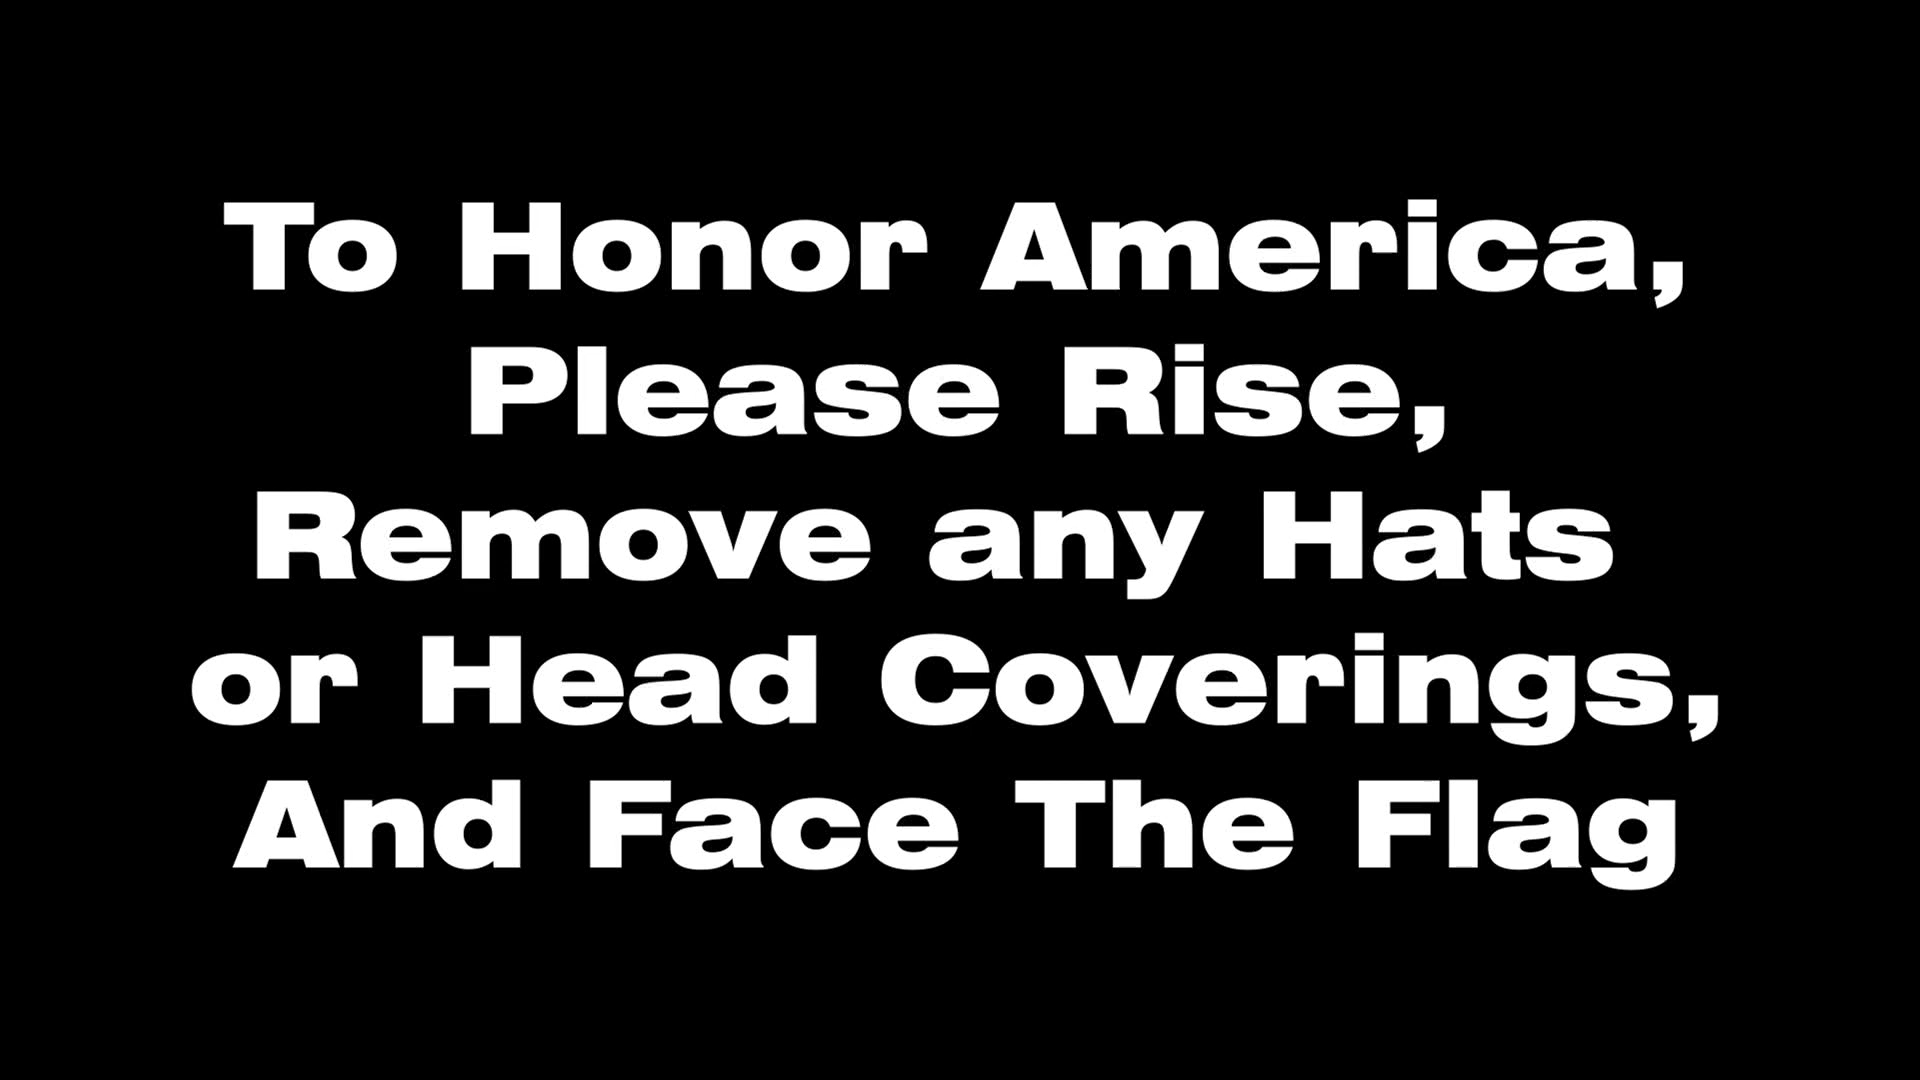 To Honor America,
Please Rise,
Remove any Hats
or Head Coverings,
And Face The Flag